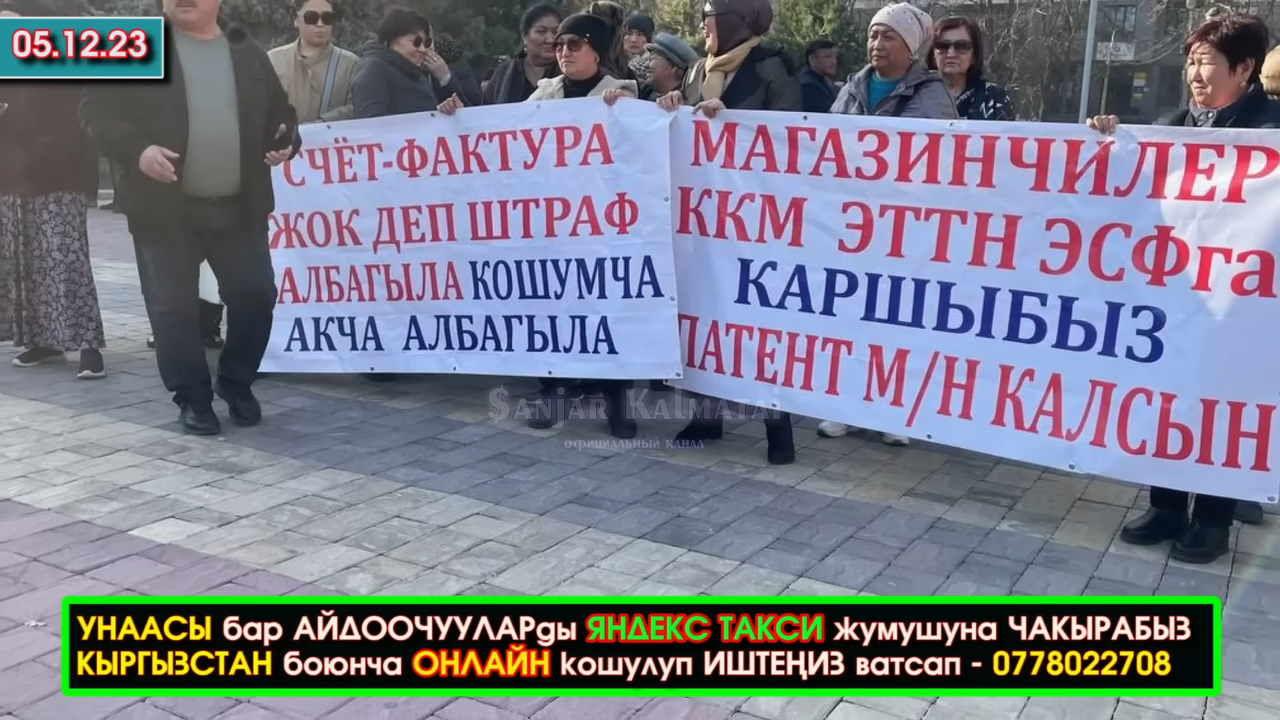 05.12.23
СЧЁТ-ФАКТУРА
ЖОК ДЕП ШТРАФ
АЛБАГЫЛА КОШУМЧА
АКЧА АЛБАГЫЛА
МАГАЗИНЧИЛЕР
ККМ ЭТТН ЭСФга
КАРШЫБЫЗ
ПАТЕНТ М/Н КАЛСЫН
$anjar Kalmatai
официальный канал
УНААСЫ бар АЙДООЧУУЛАРды ЯНДЕКС ТАКСИ жумушуна ЧАКЫРАБЫЗ
КЫРГЫЗСТАН боюнча ОНЛАЙН кошулуп ИШТЕҢИЗ ватсап - 0778022708